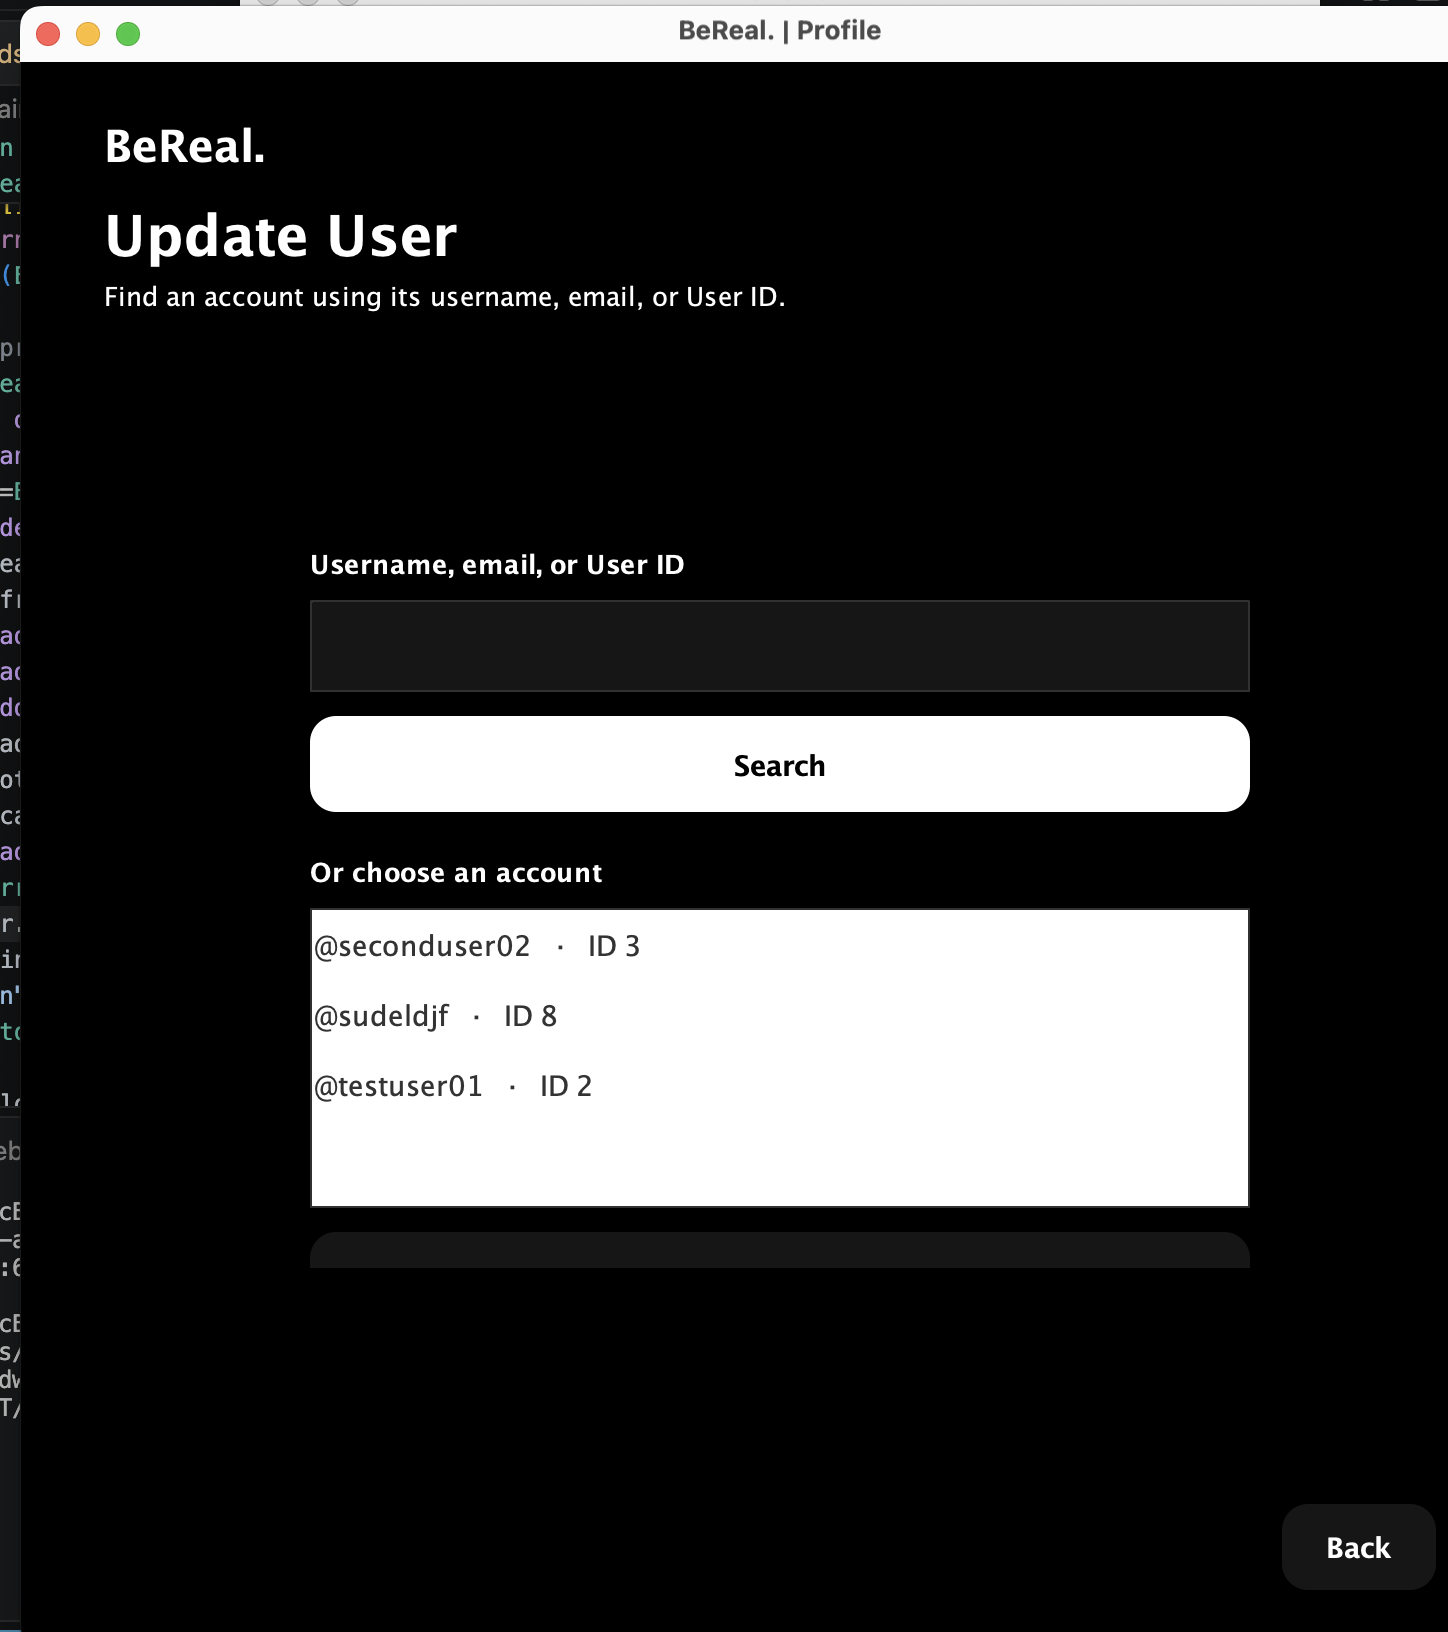 BeReal. | Profile
BeReal.
Update User
Find an account using its username, email, or User ID.
Username, email, or User ID
Search
Or choose an account
@seconduser02 · ID 3
@sudeldjf · ID 8
@testuser01 · ID 2
Back